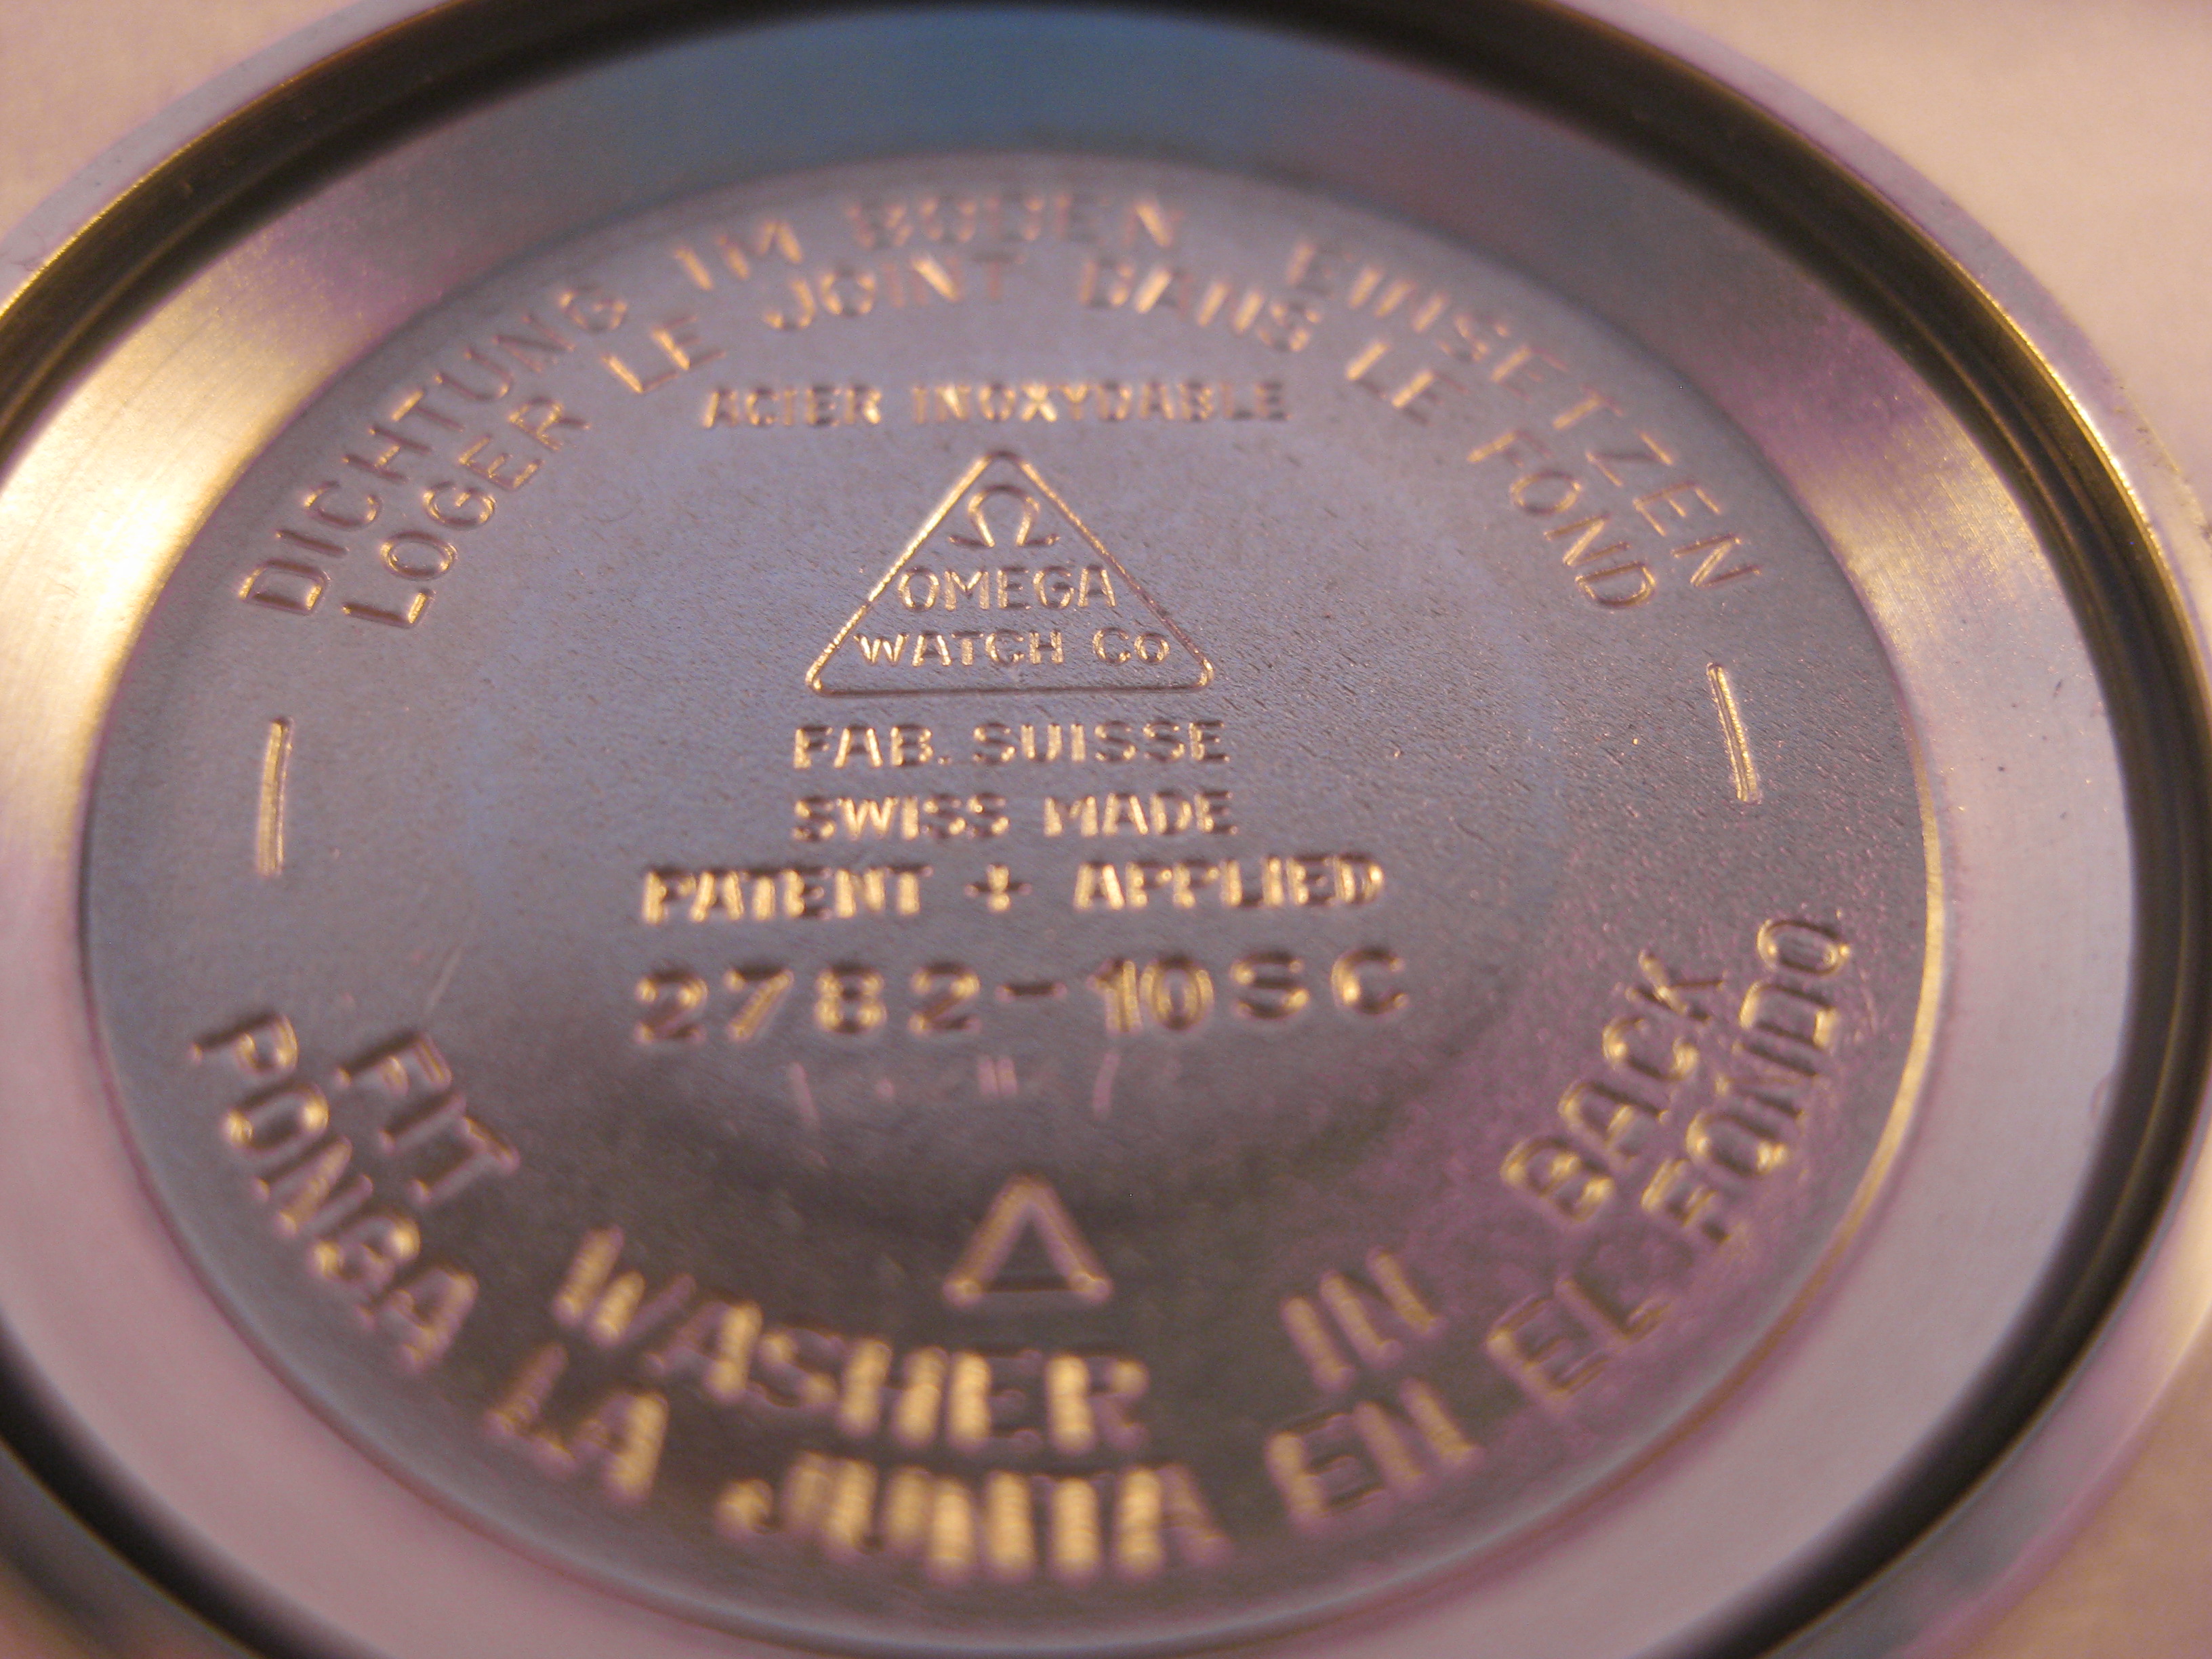 DICHTUNG IM BODEN EINSETZEN
LOGER LE JOINT DANS LE FOND
ACIER INOXYDABLE
Ω
OMEGA
WATCH Co
FAB. SUISSE
SWISS MADE
PATENT + APPLIED
2782-10SC
FIT WASHER IN BACK
PONGA LA JUNTA EN EL FONDO